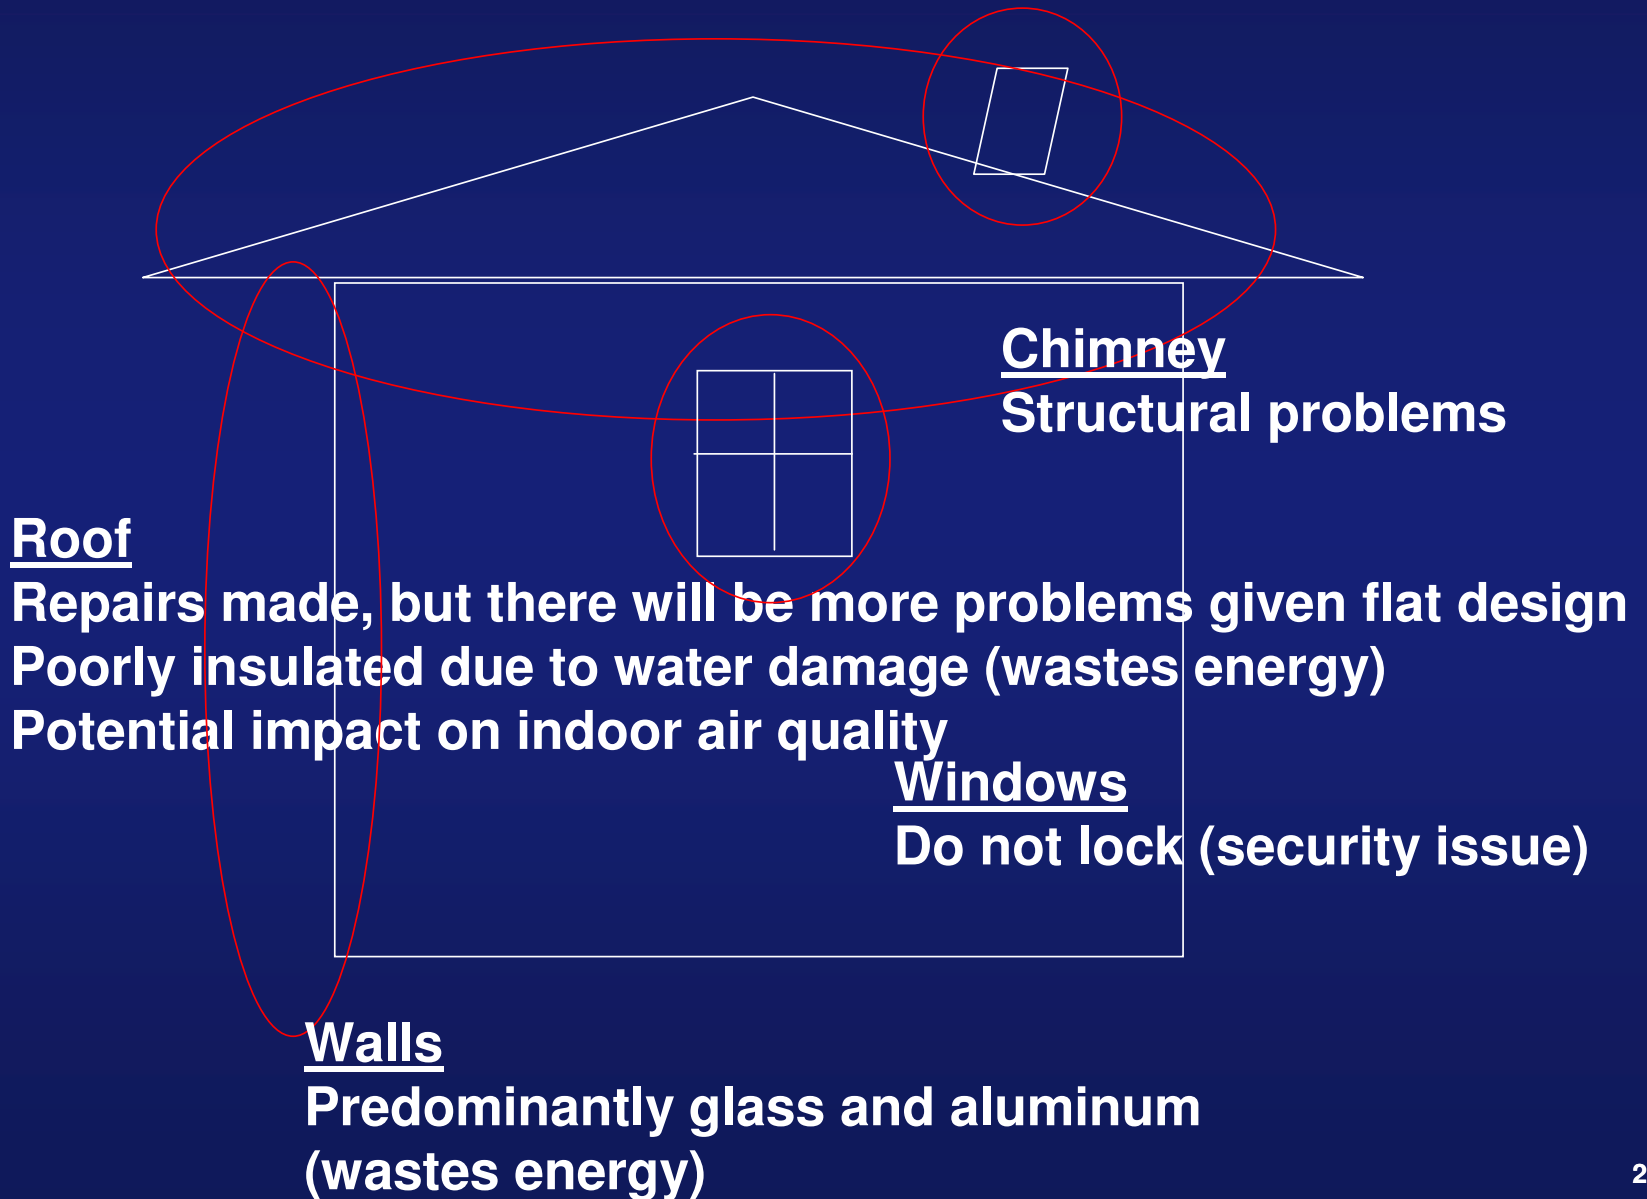 Chimney
Structural problems
Roof
Repairs made, but there will be more problems given flat design
Poorly insulated due to water damage (wastes energy)
Potential impact on indoor air quality
Windows
Do not lock (security issue)
Walls
Predominantly glass and aluminum
(wastes energy)
2